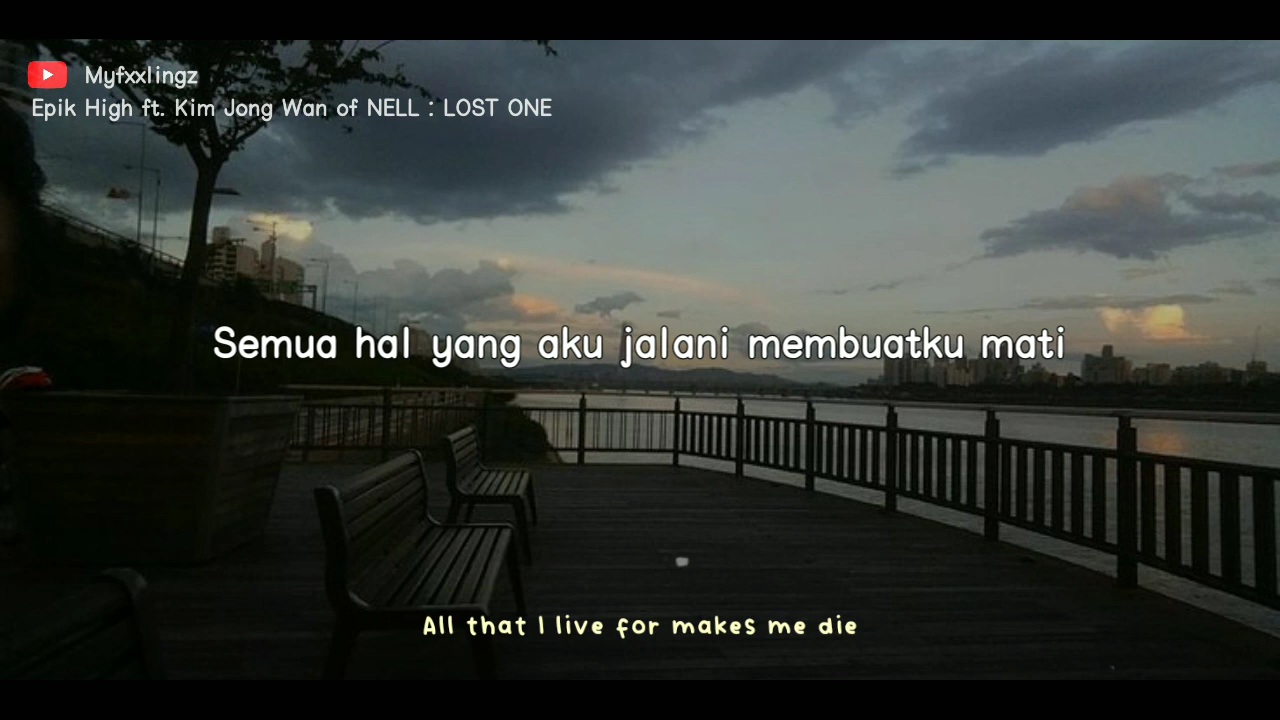 Myfxxlingz
Epik High ft. Kim Jong Wan of NELL : LOST ONE
Semua hal yang aku jalani membuatku mati
All that I live for makes me die